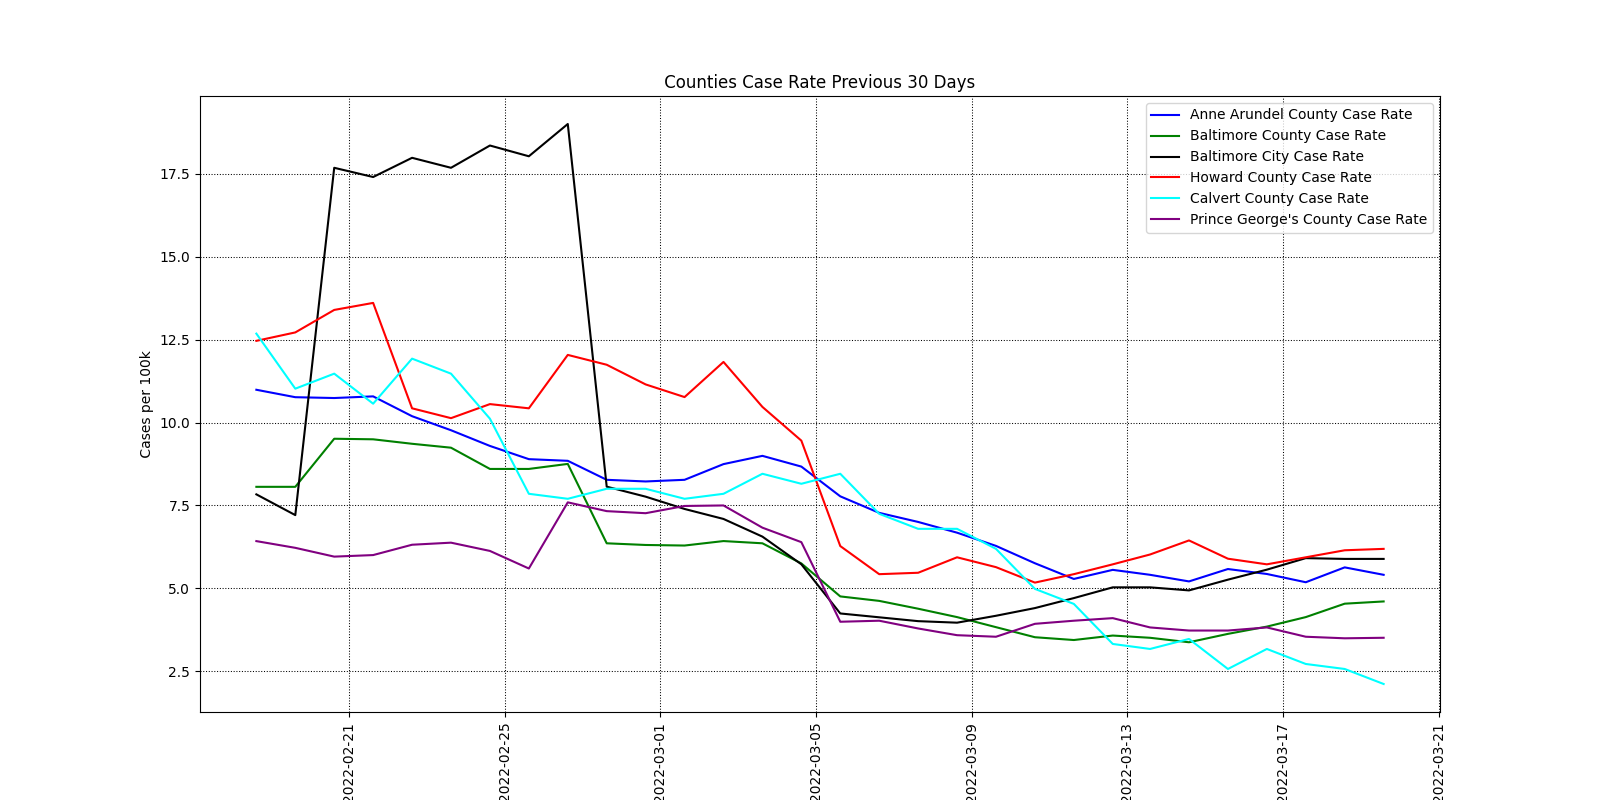 Counties Case Rate Previous 30 Days
Anne Arundel County Case Rate
Baltimore County Case Rate
Baltimore City Case Rate
Howard County Case Rate
Calvert County Case Rate
Prince George's County Case Rate
Cases per 100k
17.5
15.0
12.5
10.0
7.5
5.0
2.5
2022-02-21
2022-02-25
2022-03-01
2022-03-05
2022-03-09
2022-03-13
2022-03-17
2022-03-21